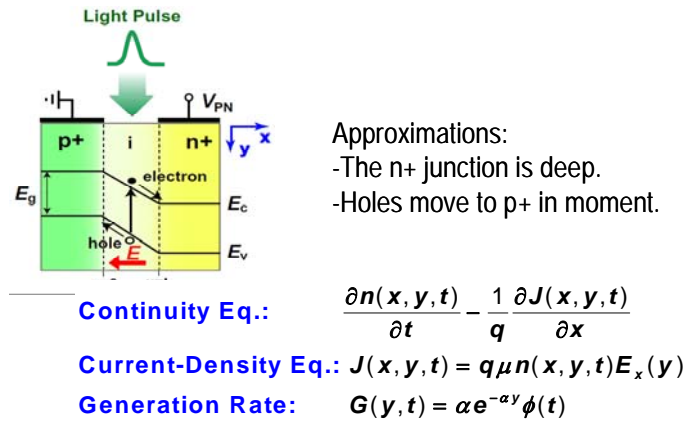 Light Pulse
V_PN
p+ i n+
x
y
electron
E_g
E_c
hole
E
E_v
Approximations:
-The n+ junction is deep.
-Holes move to p+ in moment.
Continuity Eq.: ∂n(x,y,t)/∂t − 1/q ∂J(x,y,t)/∂x
Current-Density Eq.: J(x,y,t) = qμn(x,y,t)E_x(y)
Generation Rate: G(y,t) = αe^{−αy}ϕ(t)